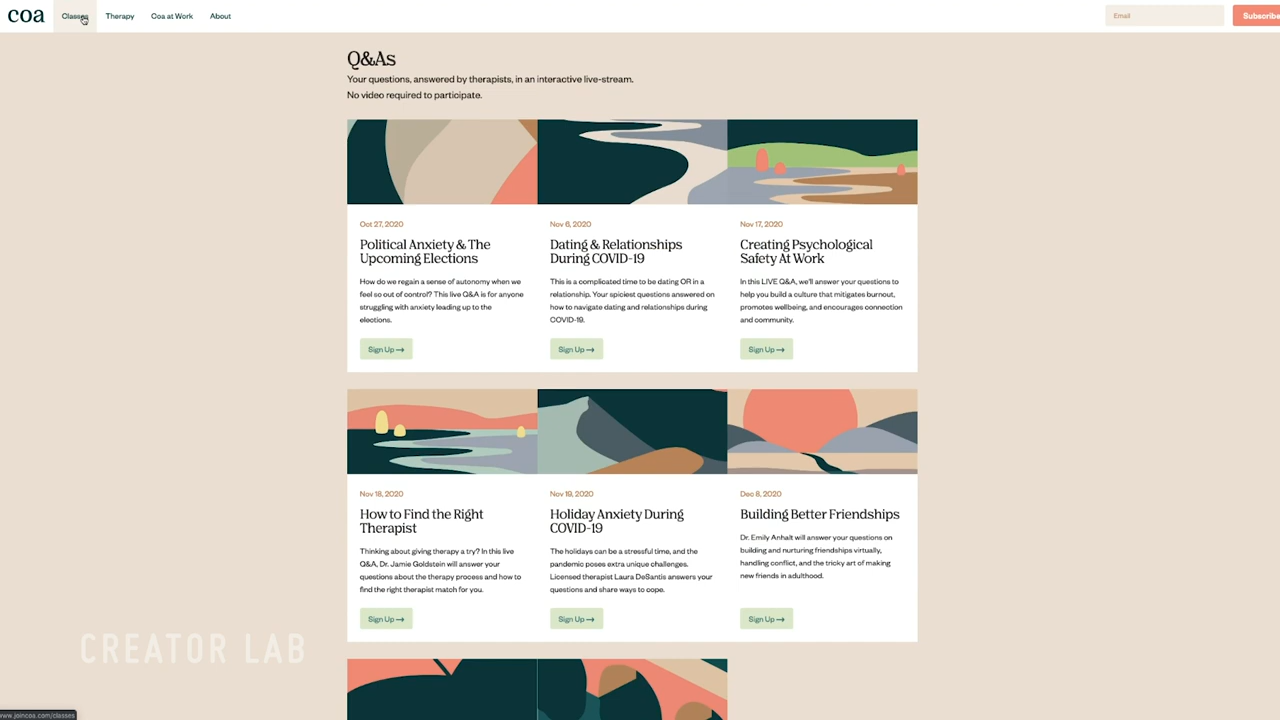 coa
Classes
Therapy
Coa at Work
About
Email
Subscribe
Q&As
Your questions, answered by therapists, in an interactive live-stream.
No video required to participate.
Oct 27, 2020
Political Anxiety & The
Upcoming Elections
How do we regain a sense of autonomy when we
feel so out of control? This live Q&A is for anyone
struggling with anxiety leading up to the
elections.
Sign Up →
Nov 6, 2020
Dating & Relationships
During COVID-19
This is a complicated time to be dating OR in a
relationship. Your spiciest questions answered on
how to navigate dating and relationships during
COVID-19.
Sign Up →
Nov 17, 2020
Creating Psychological
Safety At Work
In this LIVE Q&A, we'll answer your questions to
help you build a culture that mitigates burnout,
promotes wellbeing, and encourages connection
and community.
Sign Up →
Nov 18, 2020
How to Find the Right
Therapist
Thinking about giving therapy a try? In this live
Q&A, Dr. Jamie Goldstein will answer your
questions about the therapy process and how to
find the right therapist match for you.
Sign Up →
Nov 19, 2020
Holiday Anxiety During
COVID-19
The holidays can be a stressful time, and the
pandemic poses extra unique challenges.
Licensed therapist Laura DeSantis answers your
questions and share ways to cope.
Sign Up →
Dec 8, 2020
Building Better Friendships
Dr. Emily Anhalt will answer your questions on
building and nurturing friendships virtually,
handling conflict, and the tricky art of making
new friends in adulthood.
Sign Up →
CREATOR LAB
www.joincoa.com/classes